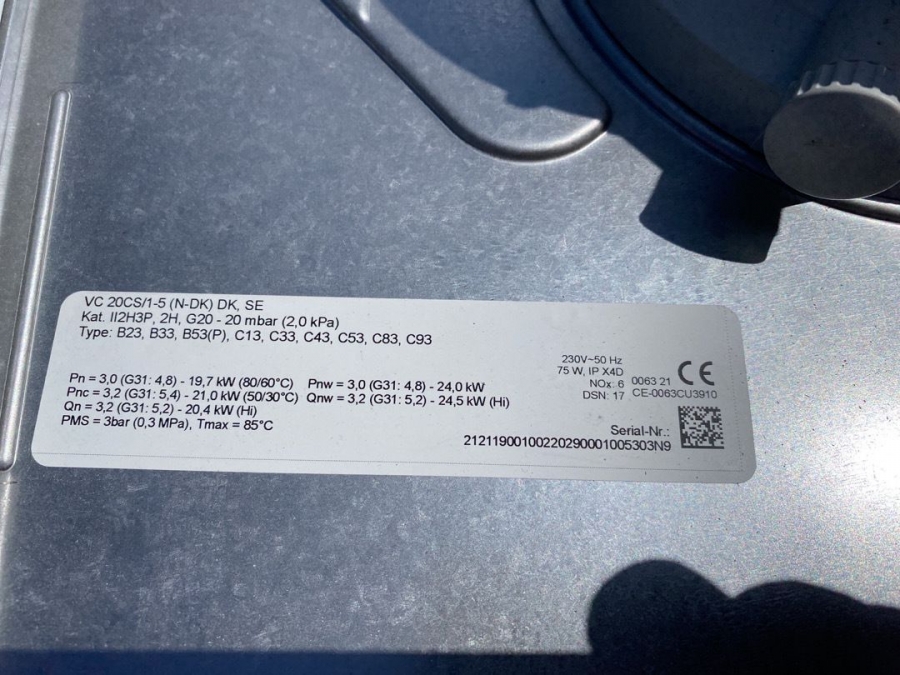 VC 20CS/1-5 (N-DK) DK, SE
Kat. II2H3P, 2H, G20 - 20 mbar (2,0 kPa)
Type: B23, B33, B53(P), C13, C33, C43, C53, C83, C93
Pn = 3,0 (G31: 4,8) - 19,7 kW (80/60°C) Pnw = 3,0 (G31: 4,8) - 24,0 kW
Pnc = 3,2 (G31: 5,4) - 21,0 kW (50/30°C) Qnw = 3,2 (G31: 5,2) - 24,5 kW (Hi)
Qn = 3,2 (G31: 5,2) - 20,4 kW (Hi)
PMS = 3bar (0,3 MPa), Tmax = 85°C
230V~50 Hz
75 W, IP X4D
NOx: 6 0063 21 CE
DSN: 17 CE-0063CU3910
Serial-Nr.:
21211900100220290001005303N9